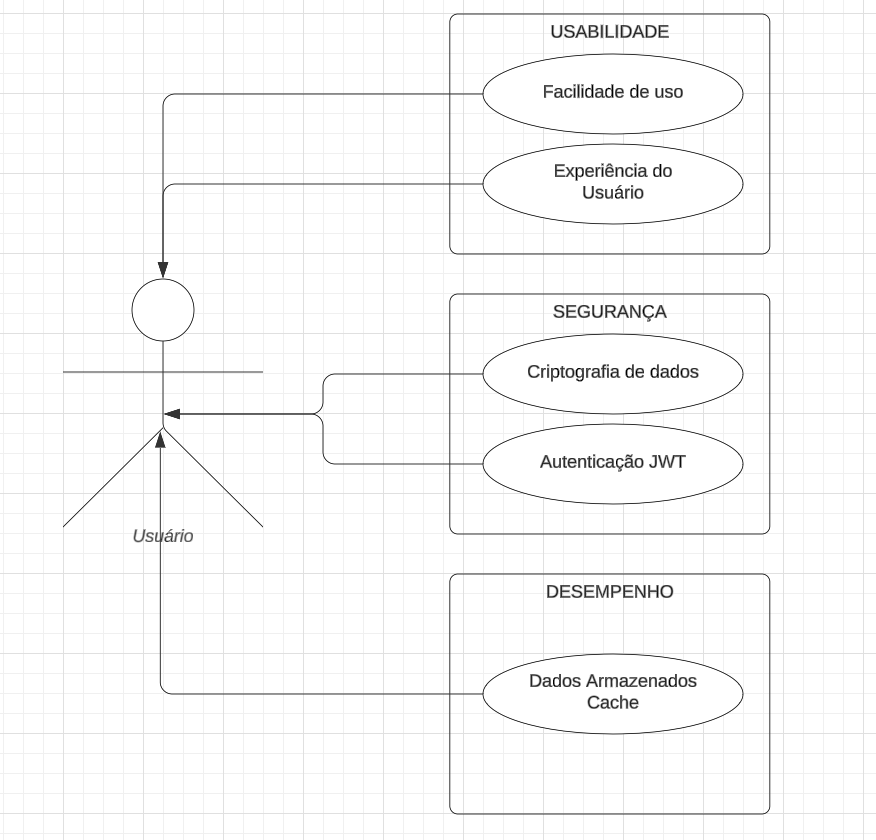 USABILIDADE
Facilidade de uso
Experiência do
Usuário
SEGURANÇA
Criptografia de dados
Autenticação JWT
Usuário
DESEMPENHO
Dados Armazenados
Cache